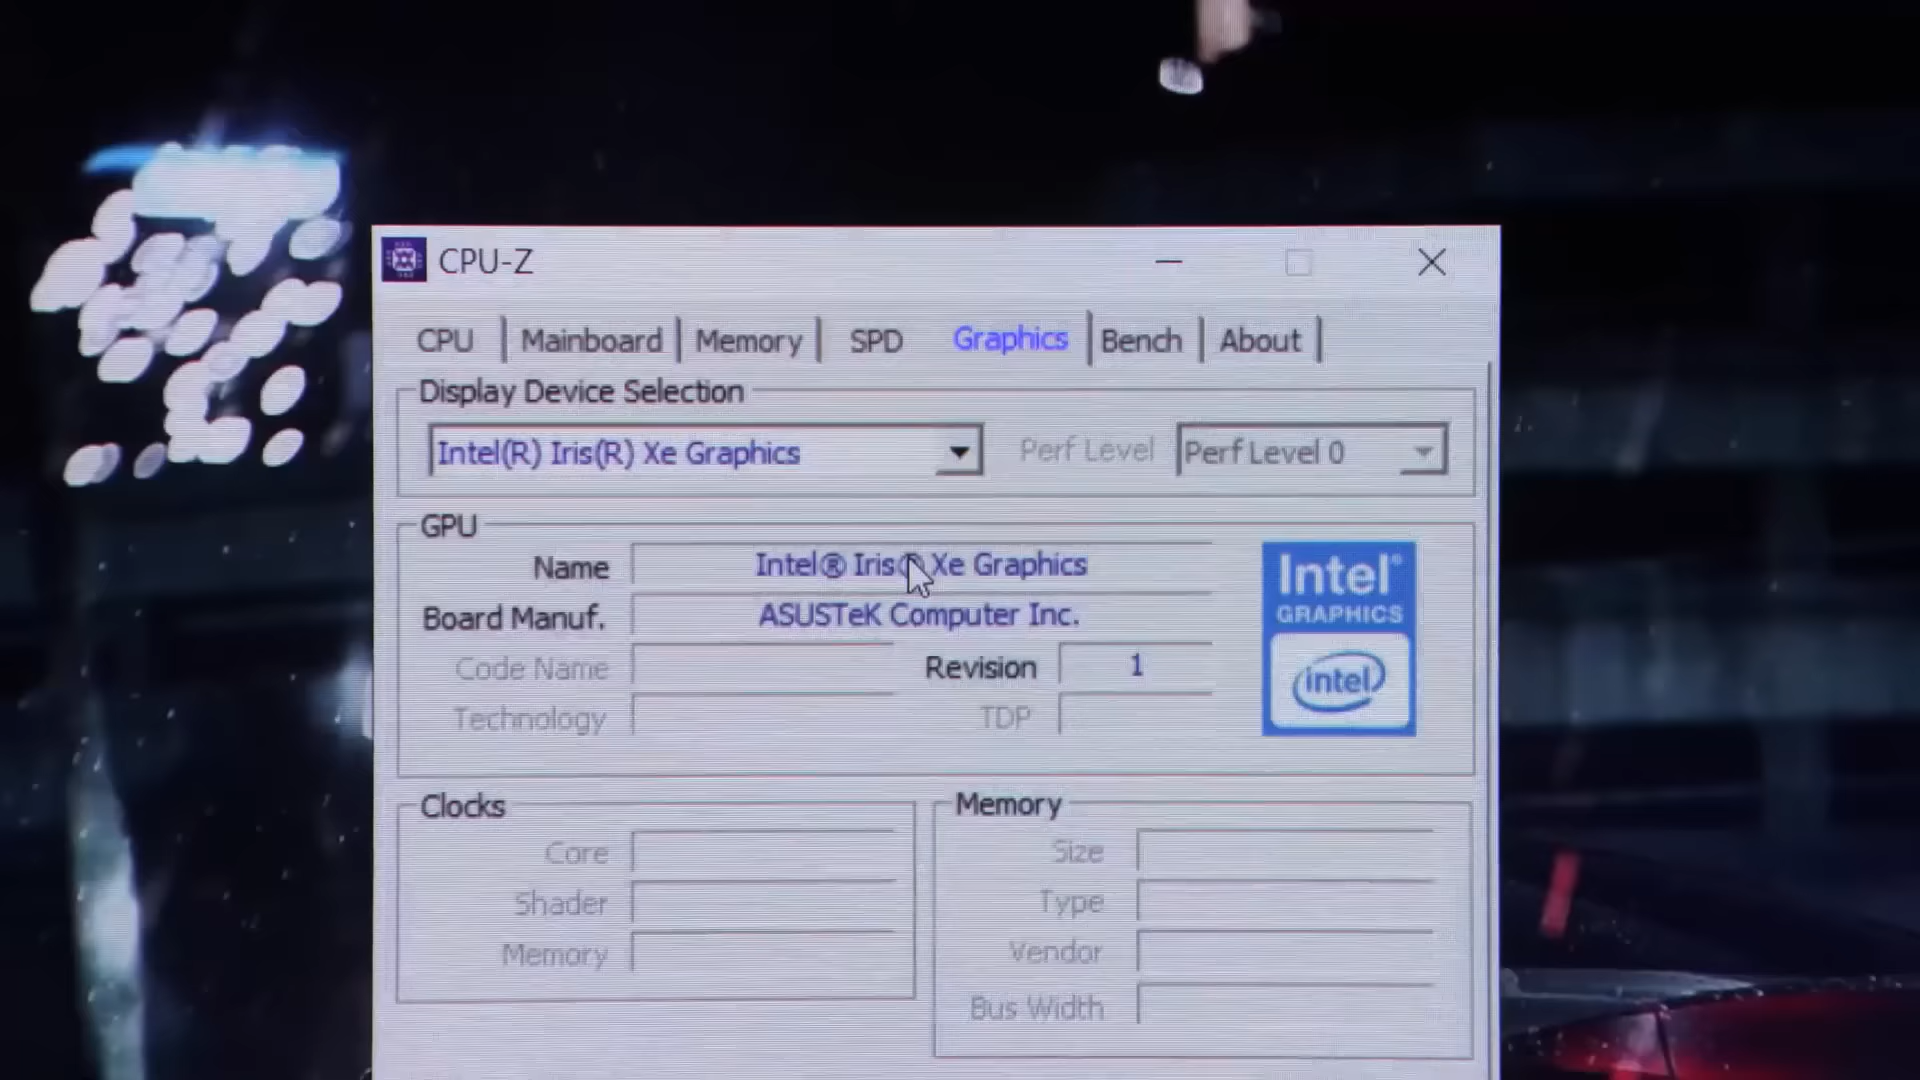 CPU-Z
CPU Mainboard Memory SPD Graphics Bench About
Display Device Selection
Intel(R) Iris(R) Xe Graphics Perf Level Perf Level 0
GPU
Name Intel® Iris® Xe Graphics
Board Manuf. ASUSTeK Computer Inc.
Code Name Revision 1
Technology TDP
Intel®
GRAPHICS
intel
Clocks
Core
Shader
Memory
Memory
Size
Type
Vendor
Bus Width